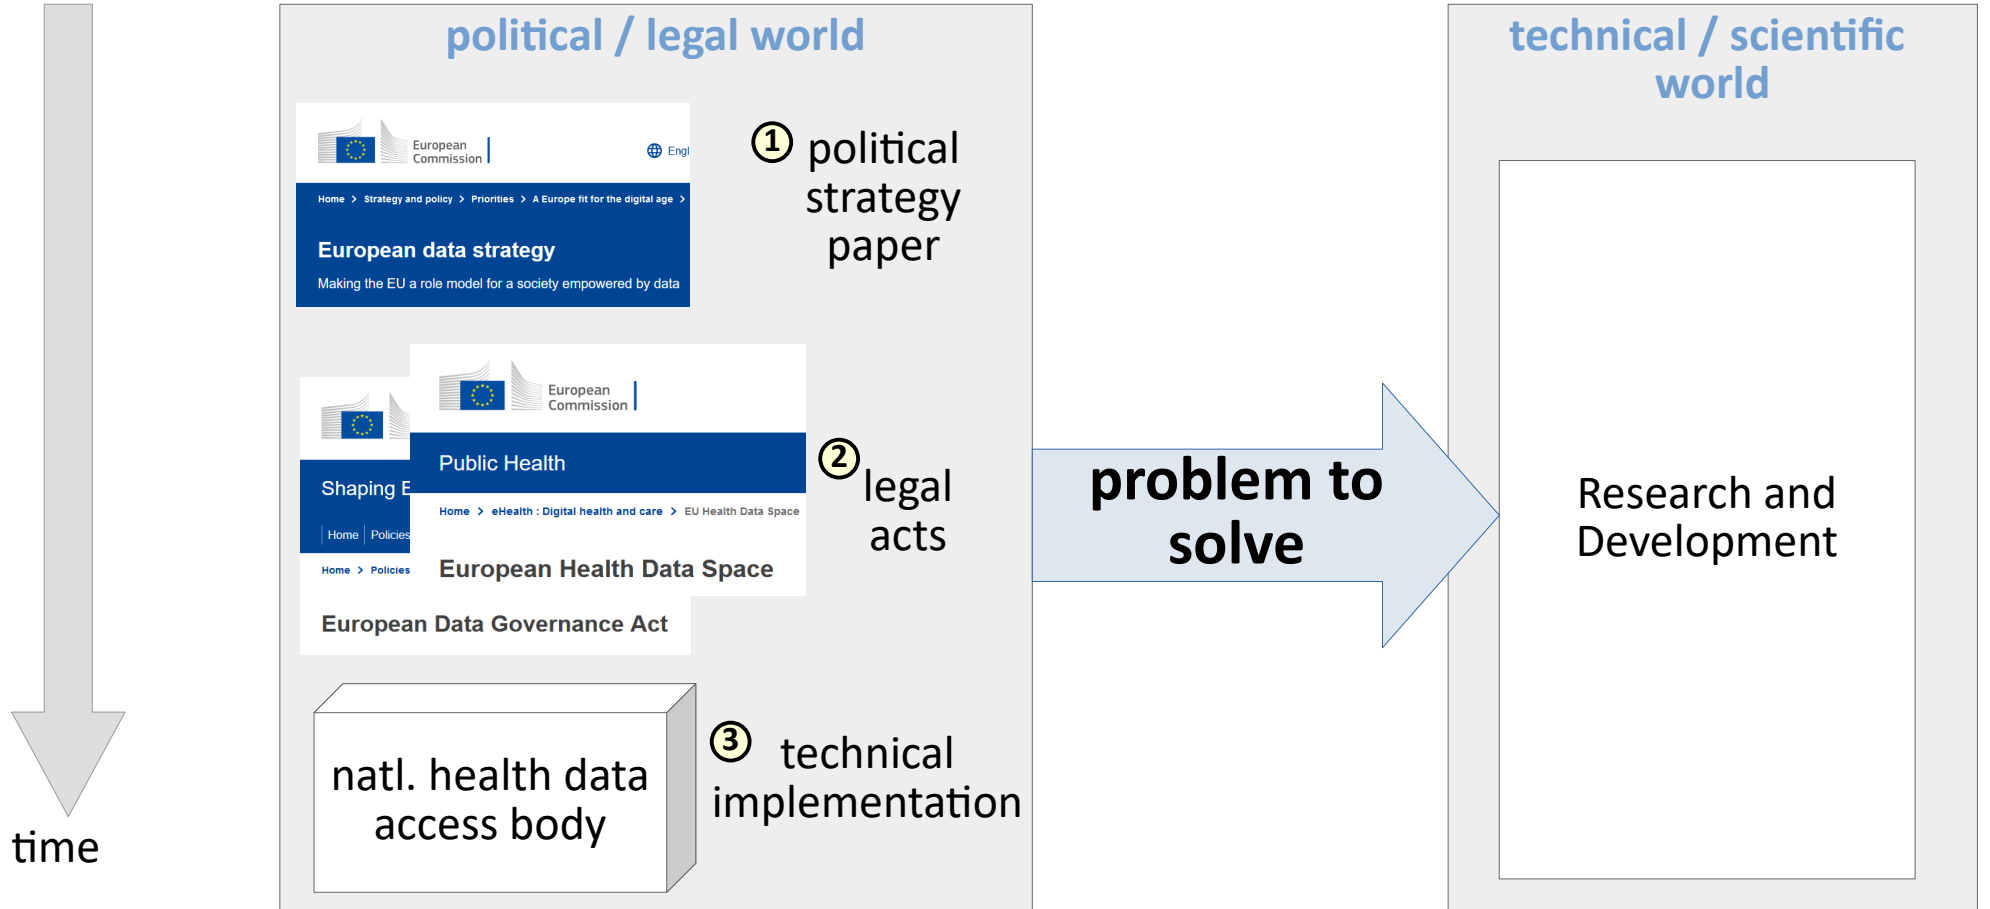 political / legal world
technical / scientific
world
European
Commission
Engl
Home > Strategy and policy > Priorities > A Europe fit for the digital age >
European data strategy
Making the EU a role model for a society empowered by data
1
political
strategy
paper
European
Commission
Public Health
Home > eHealth : Digital health and care > EU Health Data Space
European Health Data Space
Shaping E
Home Policies
Home > Policies
European Data Governance Act
2
legal
acts
natl. health data
access body
3
technical
implementation
time
problem to
solve
Research and
Development